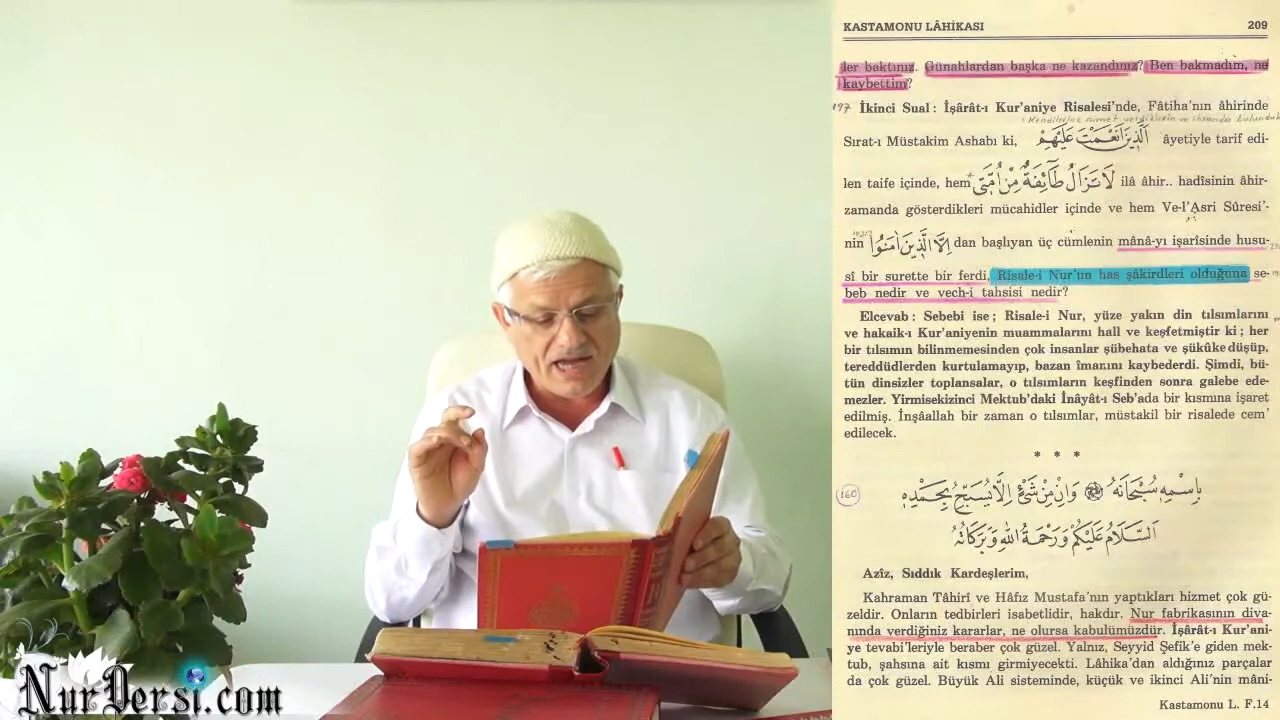 KASTAMONU LÂHİKASI 209
ler baktınız. Günahlardan başka ne kazandınız? Ben bakmadım, ne
kaybettim?
197 İkinci Sual : İşârât-ı Kur'aniye Risalesi'nde, Fâtiha'nın âhirinde
Sırat-ı Müstakim Ashabı ki, اَلَّذِينَ اَنْعَمْتَ عَلَيْهِمْ âyetiyle tarif edi-
len taife içinde, hem لَا تَزَالُ طَائِفَةٌ مِنْ اُمَّتِى ilâ âhir.. hadîsinin âhir-
zamanda gösterdikleri mücahidler içinde ve hem Ve-l'Asri Sûresi'-
nin اِلَّا الَّذِينَ اٰمَنُوا dan başlıyan üç cümlenin mânâ-yı işarîsinde husu-
sî bir surette bir ferdi, Risale-i Nur'un has şâkirdleri olduğuna se-
beb nedir ve vech-i tahsisi nedir?
Elcevab : Sebebi ise ; Risale-i Nur, yüze yakın din tılsımlarını
ve hakaik-ı Kur'aniyenin muammalarını hall ve keşfetmiştir ki ; her
bir tılsımın bilinmemesinden çok insanlar şübehata ve şükûke düşüp,
tereddüdlerden kurtulamayıp, bazan îmanını kaybederdi. Şimdi, bü-
tün dinsizler toplansalar, o tılsımların keşfinden sonra galebe ede-
mezler. Yirmisekizinci Mektub'daki İnâyât-ı Seb'ada bir kısmına işaret
edilmiş. İnşâallah bir zaman o tılsımlar, müstakil bir risalede cem'
edilecek.
* * *
160 بِاسْمِهِ سُبْحَانَهُ وَاِنْ مِنْ شَيْءٍ اِلَّا يُسَبِّحُ بِحَمْدِهِ
اَلسَّلَامُ عَلَيْكُمْ وَرَحْمَةُ اللهِ وَبَرَكَاتُهُ
Azîz, Sıddık Kardeşlerim,
Kahraman Tâhirî ve Hâfız Mustafa'nın yaptıkları hizmet çok gü-
zeldir. Onların tedbirleri isabetlidir, hakdır. Nur fabrikasının diva-
nında verdiğiniz kararlar, ne olursa kabulümüzdür. İşârât-ı Kur'ani-
ye tevabi'leriyle beraber çok güzel. Yalnız, Seyyid Şefik'e giden mek-
tub, şahsına ait kısmı girmiyecekti. Lâhika'dan aldığınız parçalar
da çok güzel. Büyük Ali sisteminde, küçük ve ikinci Ali'nin mâni-
Kastamonu L. F.14
NurDersi.com